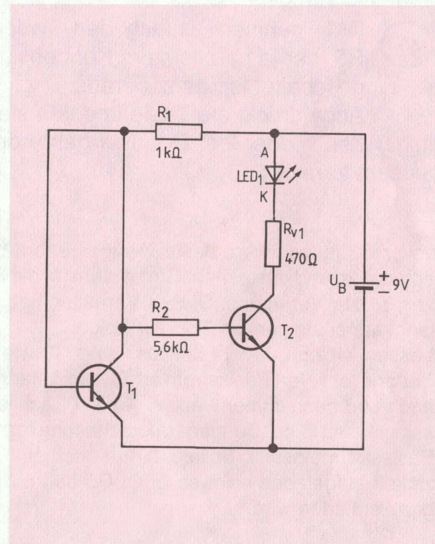 R1
1kΩ
A
LED1
K
Rv1
470Ω
UB
+
−
9V
R2
5,6kΩ
T2
T1